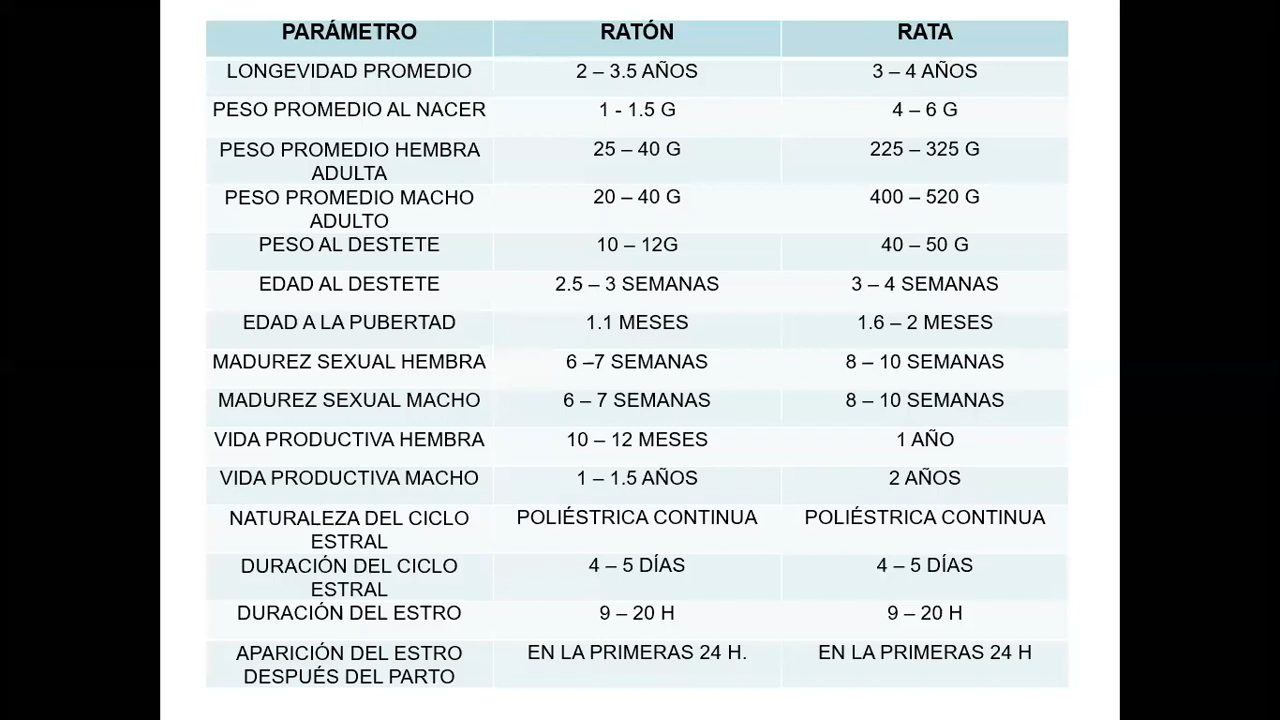 PARÁMETRO RATÓN RATA
LONGEVIDAD PROMEDIO 2 – 3.5 AÑOS 3 – 4 AÑOS
PESO PROMEDIO AL NACER 1 - 1.5 G 4 – 6 G
PESO PROMEDIO HEMBRA 25 – 40 G 225 – 325 G
ADULTA
PESO PROMEDIO MACHO 20 – 40 G 400 – 520 G
ADULTO
PESO AL DESTETE 10 – 12G 40 – 50 G
EDAD AL DESTETE 2.5 – 3 SEMANAS 3 – 4 SEMANAS
EDAD A LA PUBERTAD 1.1 MESES 1.6 – 2 MESES
MADUREZ SEXUAL HEMBRA 6 –7 SEMANAS 8 – 10 SEMANAS
MADUREZ SEXUAL MACHO 6 – 7 SEMANAS 8 – 10 SEMANAS
VIDA PRODUCTIVA HEMBRA 10 – 12 MESES 1 AÑO
VIDA PRODUCTIVA MACHO 1 – 1.5 AÑOS 2 AÑOS
NATURALEZA DEL CICLO POLIÉSTRICA CONTINUA POLIÉSTRICA CONTINUA
ESTRAL
DURACIÓN DEL CICLO 4 – 5 DÍAS 4 – 5 DÍAS
ESTRAL
DURACIÓN DEL ESTRO 9 – 20 H 9 – 20 H
APARICIÓN DEL ESTRO EN LA PRIMERAS 24 H. EN LA PRIMERAS 24 H
DESPUÉS DEL PARTO